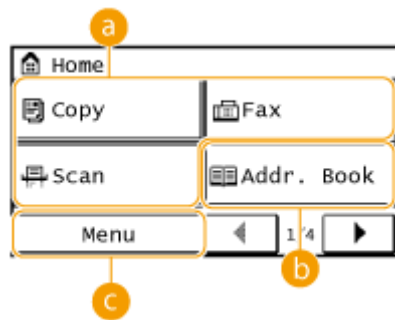 a
Home
Copy Fax
Scan Addr. Book
Menu 1/4
b
c